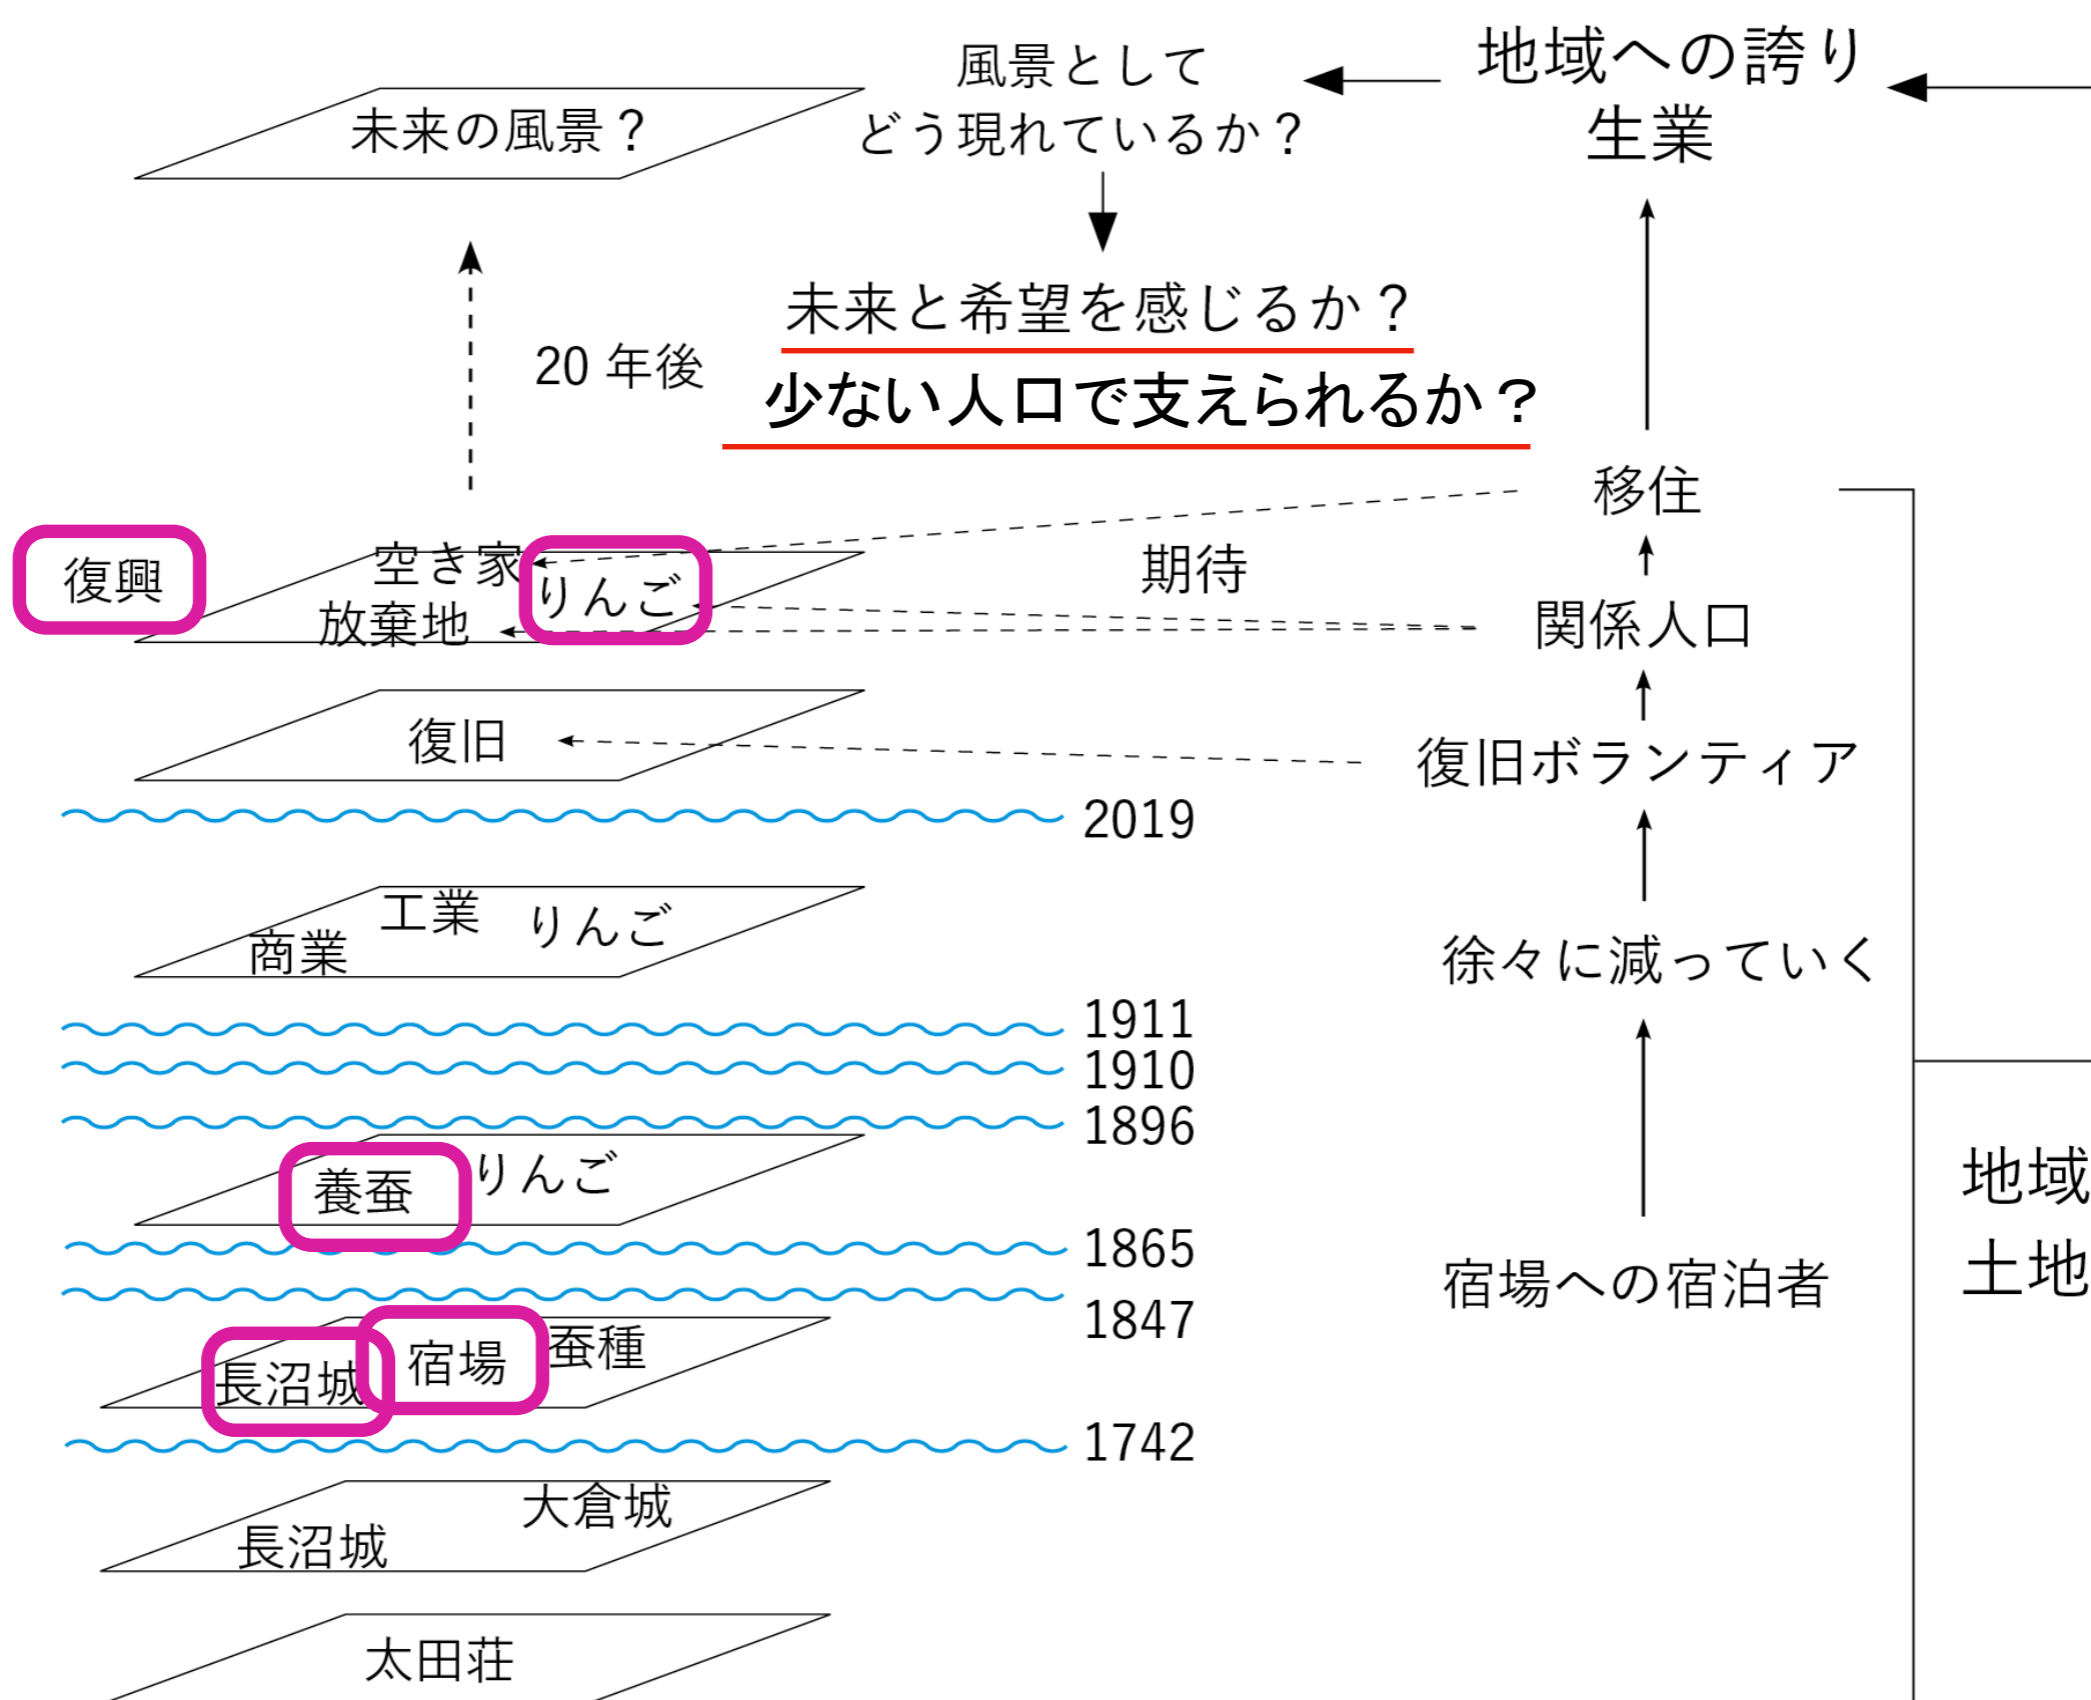 風景として
どう現れているか？
地域への誇り
生業
未来の風景？
未来と希望を感じるか？
20 年後
少ない人口で支えられるか？
移住
復興
空き家
りんご
放棄地
期待
関係人口
復旧
復旧ボランティア
2019
工業
りんご
商業
徐々に減っていく
1911
1910
1896
養蚕
りんご
地域
土地
1865
宿場への宿泊者
1847
長沼城
宿場
蚕種
1742
大倉城
長沼城
太田荘